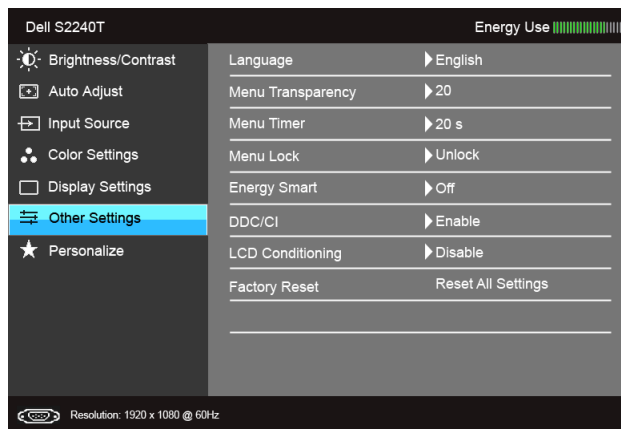 Dell S2240T Energy Use
Brightness/Contrast Language English
Auto Adjust Menu Transparency 20
Input Source Menu Timer 20 s
Color Settings Menu Lock Unlock
Display Settings Energy Smart Off
Other Settings DDC/CI Enable
Personalize LCD Conditioning Disable
Factory Reset Reset All Settings
Resolution: 1920 x 1080 @ 60Hz